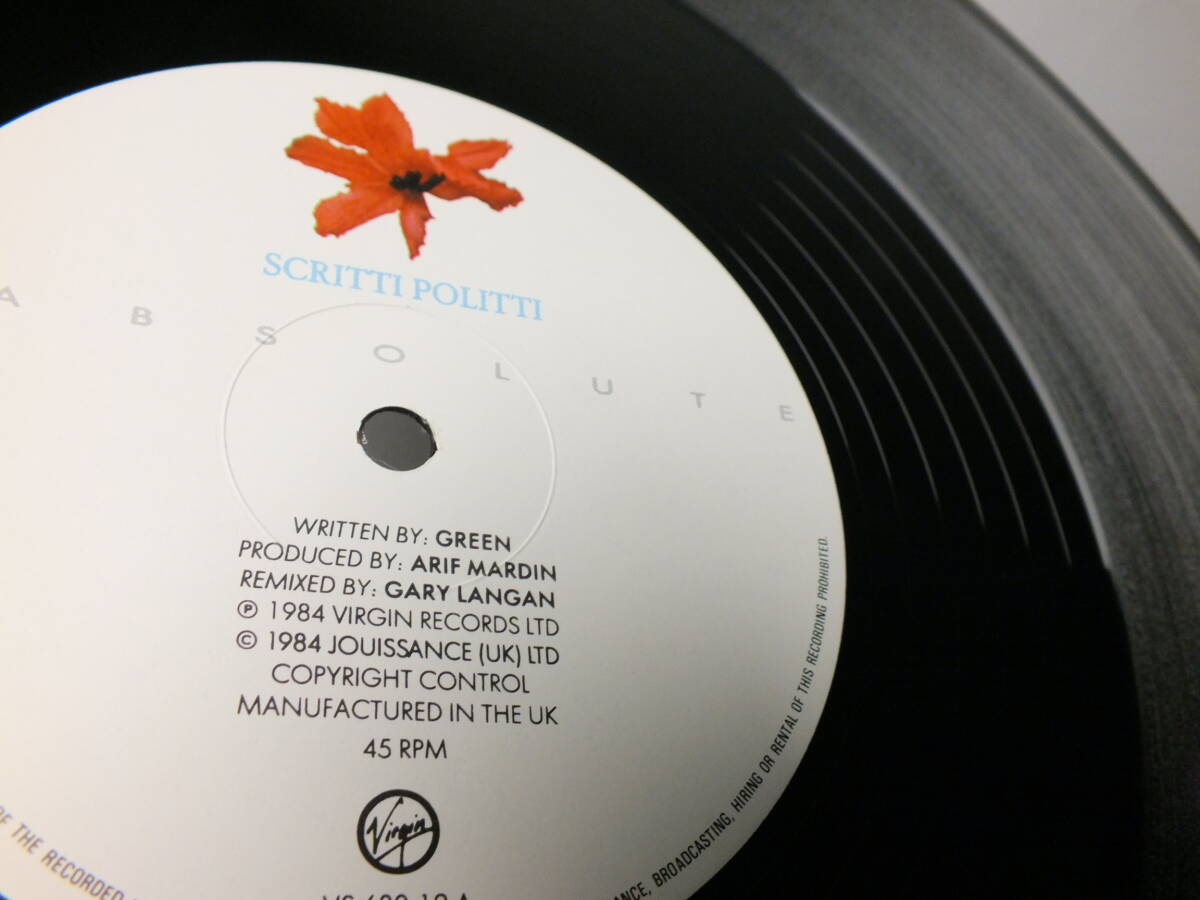 SCRITTI POLITTI
ABSOLUTE
WRITTEN BY: GREEN
PRODUCED BY: ARIF MARDIN
REMIXED BY: GARY LANGAN
℗ 1984 VIRGIN RECORDS LTD
© 1984 JOUISSANCE (UK) LTD
COPYRIGHT CONTROL
MANUFACTURED IN THE UK
45 RPM
Virgin
THE RECORDED
BROADCASTING, HIRING OR RENTAL OF THIS RECORDING PROHIBITED.